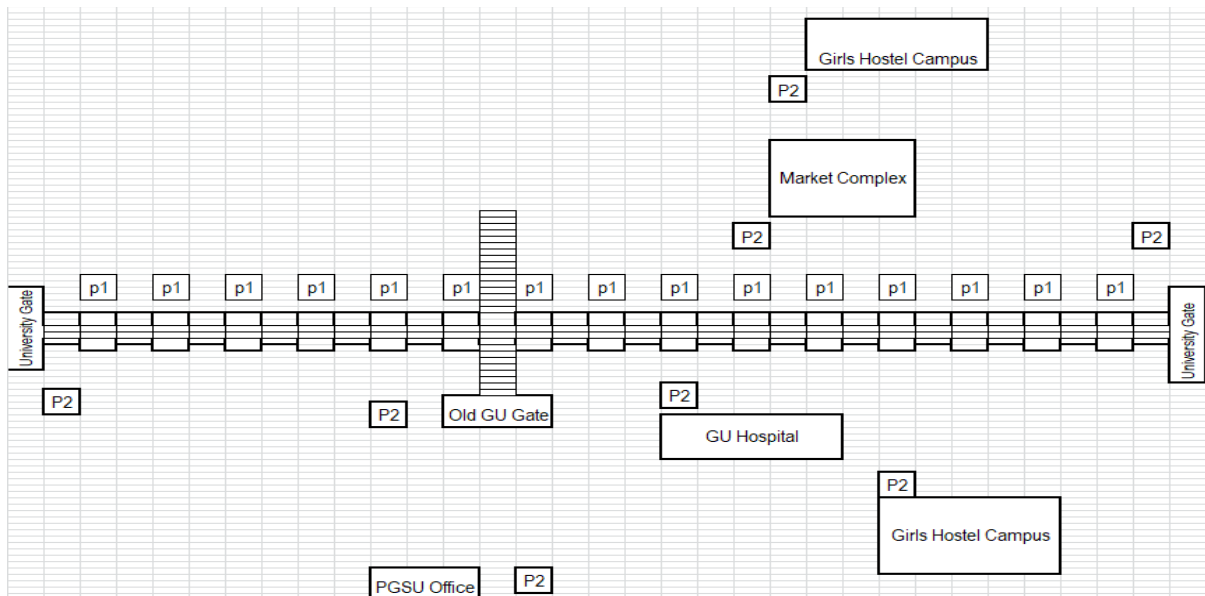 Girls Hostel Campus
P2
Market Complex
P2
P2
p1 p1 p1 p1 p1 p1 p1 p1 p1 p1 p1 p1 p1 p1 p1
University Gate
University Gate
P2
P2
P2
Old GU Gate
GU Hospital
P2
Girls Hostel Campus
PGSU Office
P2